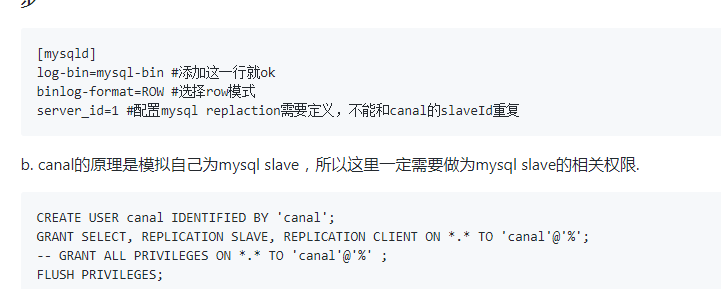 [mysqld]
log-bin=mysql-bin #添加这一行就ok
binlog-format=ROW #选择row模式
server_id=1 #配置mysql replaction需要定义，不能和canal的slaveId重复
b. canal的原理是模拟自己为mysql slave，所以这里一定需要做为mysql slave的相关权限.
CREATE USER canal IDENTIFIED BY 'canal';
GRANT SELECT, REPLICATION SLAVE, REPLICATION CLIENT ON *.* TO 'canal'@'%';
-- GRANT ALL PRIVILEGES ON *.* TO 'canal'@'%' ;
FLUSH PRIVILEGES;